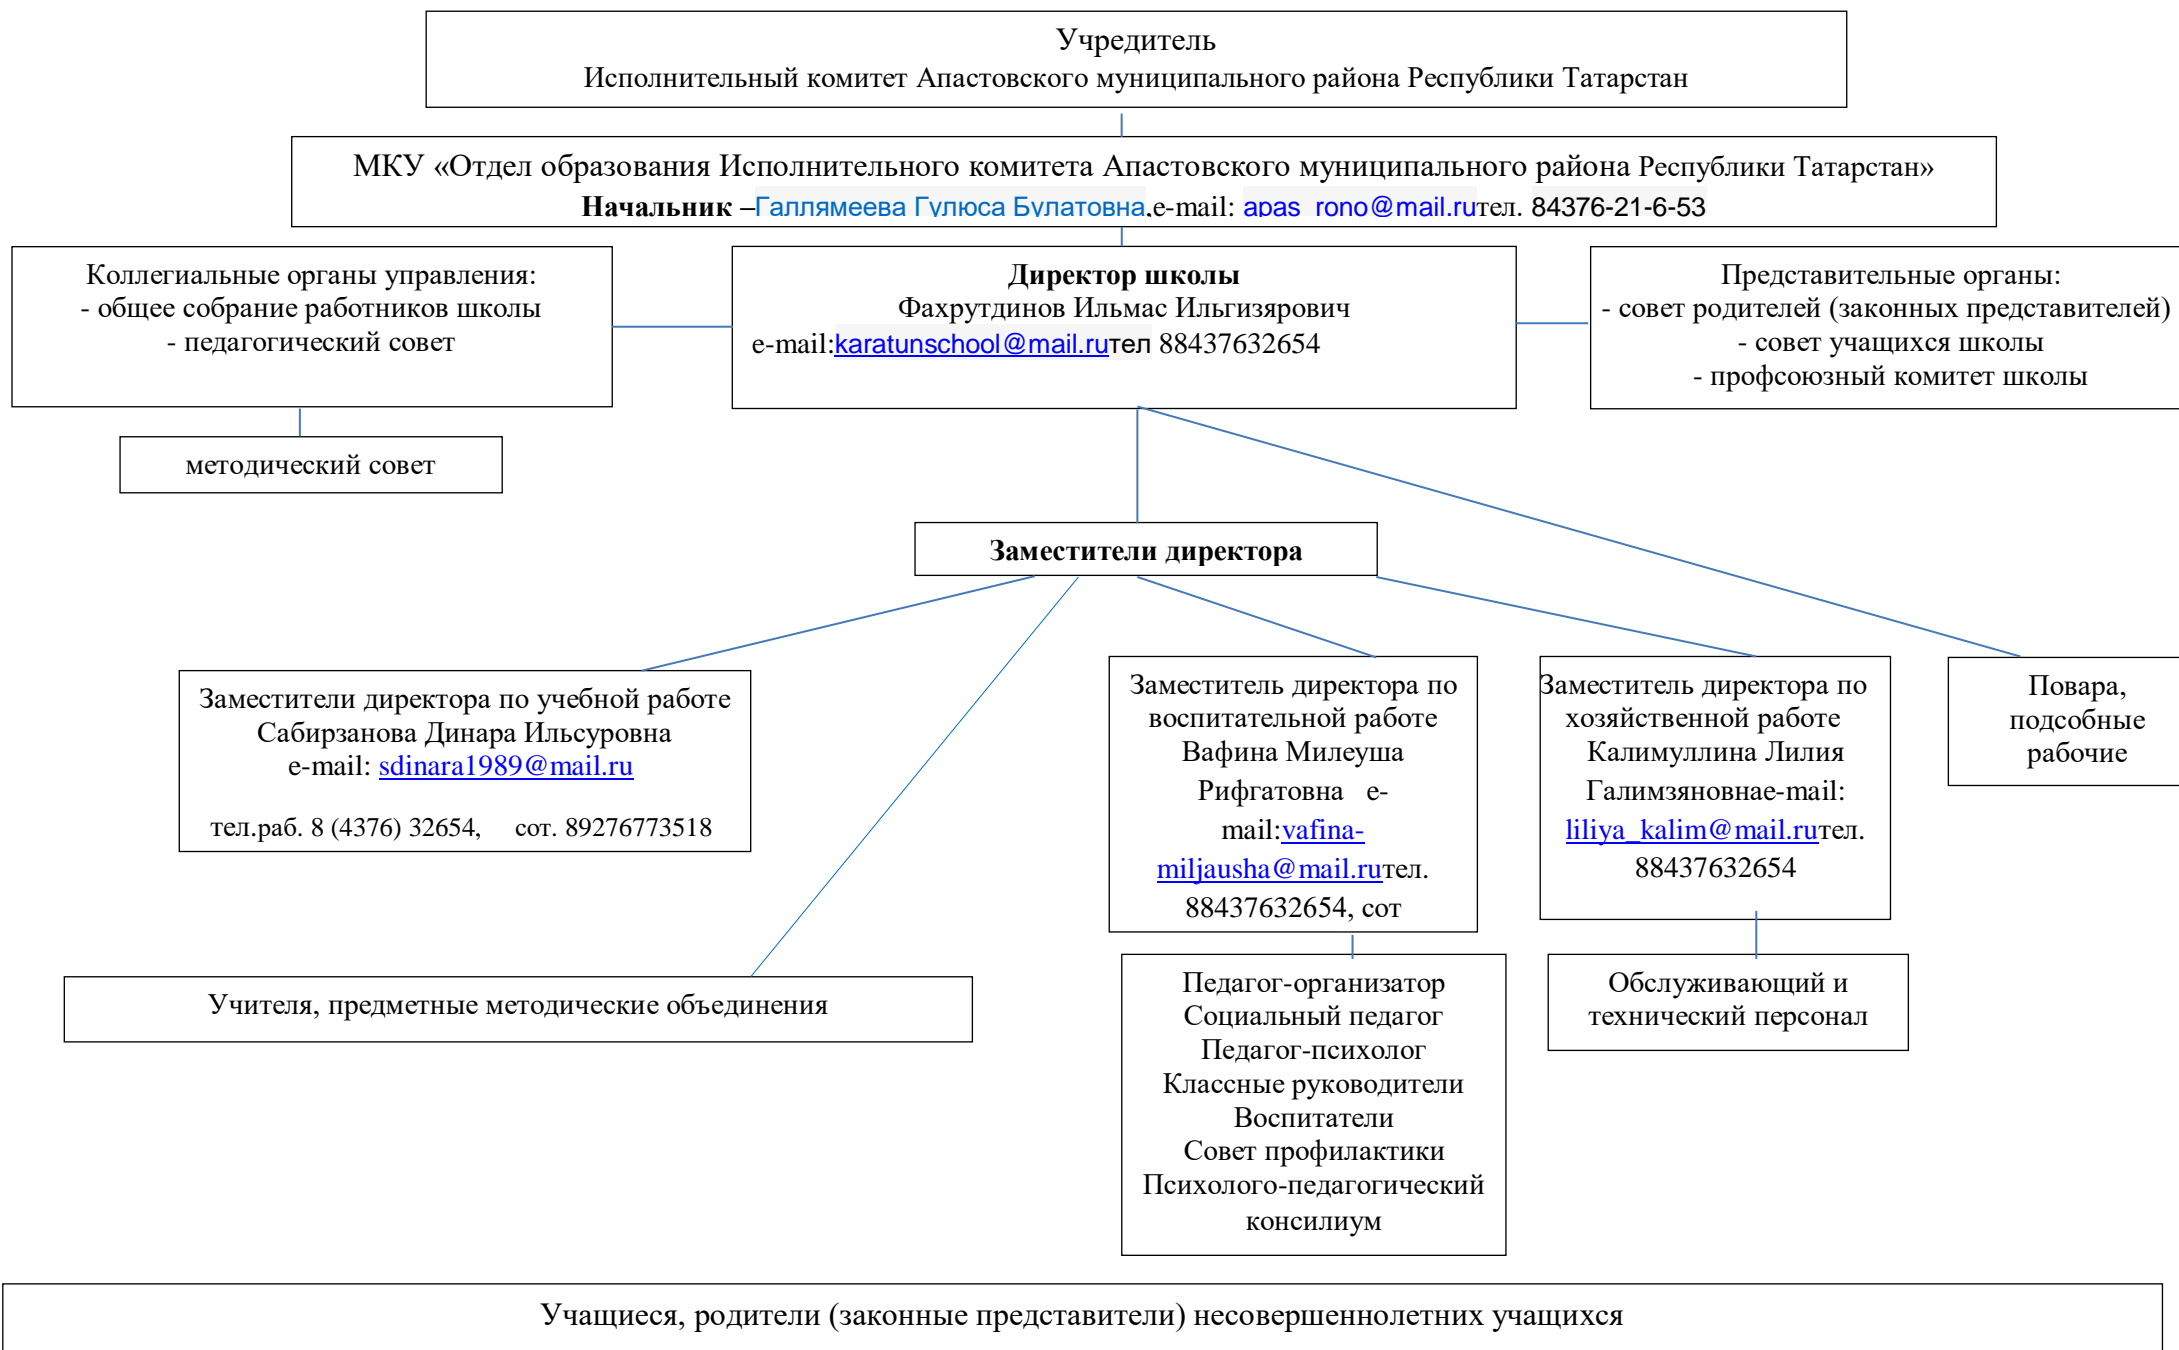 Учредитель
Исполнительный комитет Апастовского муниципального района Республики Татарстан
МКУ «Отдел образования Исполнительного комитета Апастовского муниципального района Республики Татарстан»
Начальник –Галлямеева Гулюса Булатовна,e-mail: apas_rono@mail.ruтел. 84376-21-6-53
Коллегиальные органы управления:
- общее собрание работников школы
- педагогический совет
Директор школы
Фахрутдинов Ильмас Ильгизярович
e-mail:karatunschool@mail.ruтел 88437632654
Представительные органы:
- совет родителей (законных представителей)
- совет учащихся школы
- профсоюзный комитет школы
методический совет
Заместители директора
Заместители директора по учебной работе
Сабирзанова Динара Ильсуровна
e-mail: sdinara1989@mail.ru
тел.раб. 8 (4376) 32654, сот. 89276773518
Заместитель директора по
воспитательной работе
Вафина Милеуша
Рифгатовна e-
mail:vafina-
miljausha@mail.ruтел.
88437632654, сот
Заместитель директора по
хозяйственной работе
Калимуллина Лилия
Галимзяновнаe-mail:
liliya_kalim@mail.ruтел.
88437632654
Повара,
подсобные
рабочие
Учителя, предметные методические объединения
Педагог-организатор
Социальный педагог
Педагог-психолог
Классные руководители
Воспитатели
Совет профилактики
Психолого-педагогический
консилиум
Обслуживающий и
технический персонал
Учащиеся, родители (законные представители) несовершеннолетних учащихся